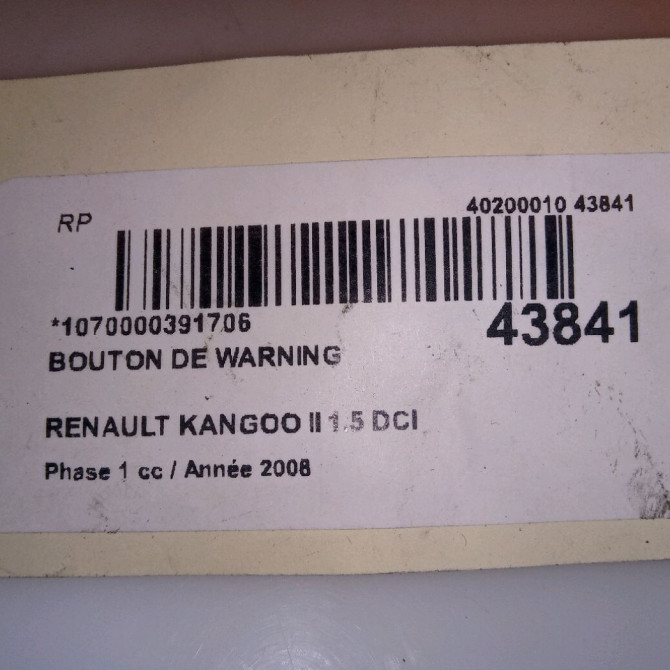 RP
40200010 43841
*1070000391706
43841
BOUTON DE WARNING
RENAULT KANGOO II 1.5 DCI
Phase 1 cc / Année 2008